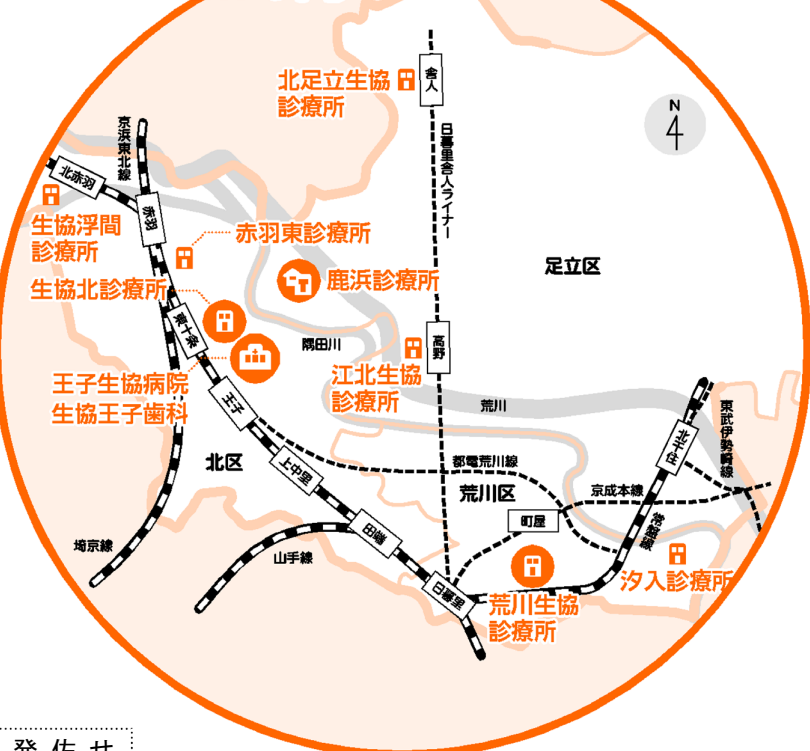 北足立生協
診療所
舎人
N
4
京浜東北線
日暮里舎人ライナー
北赤羽
赤羽
生協浮間
診療所
赤羽東診療所
足立区
鹿浜診療所
生協北診療所
東十条
隅田川
高野
江北生協
診療所
王子生協病院
生協王子歯科
王子
荒川
東武伊勢崎線
北千住
北区
上中里
都電荒川線
荒川区
京成本線
町屋
常盤線
田端
埼京線
山手線
日暮里
汐入診療所
荒川生協
診療所
発佐せ